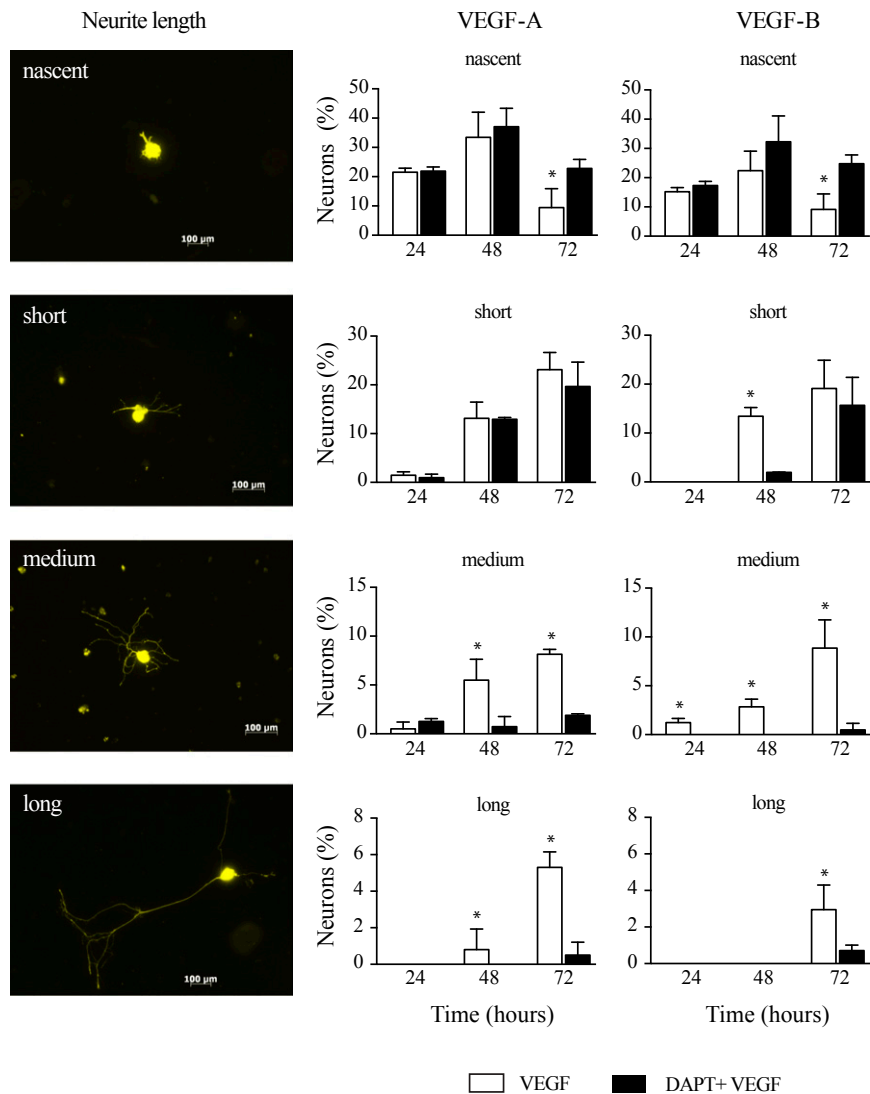 Neurite length
VEGF-A
VEGF-B
nascent
100 µm
nascent
Neurons (%)
50
40
30
20
10
0
*
24 48 72
nascent
50
40
30
20
10
0
*
24 48 72
short
100 µm
short
Neurons (%)
30
20
10
0
24 48 72
short
30
20
10
0
*
24 48 72
medium
100 µm
medium
Neurons (%)
15
10
5
0
* *
24 48 72
medium
15
10
5
0
* * *
24 48 72
long
100 µm
long
Neurons (%)
8
6
4
2
0
* *
24 48 72
Time (hours)
long
8
6
4
2
0
*
24 48 72
Time (hours)
VEGF
DAPT+ VEGF